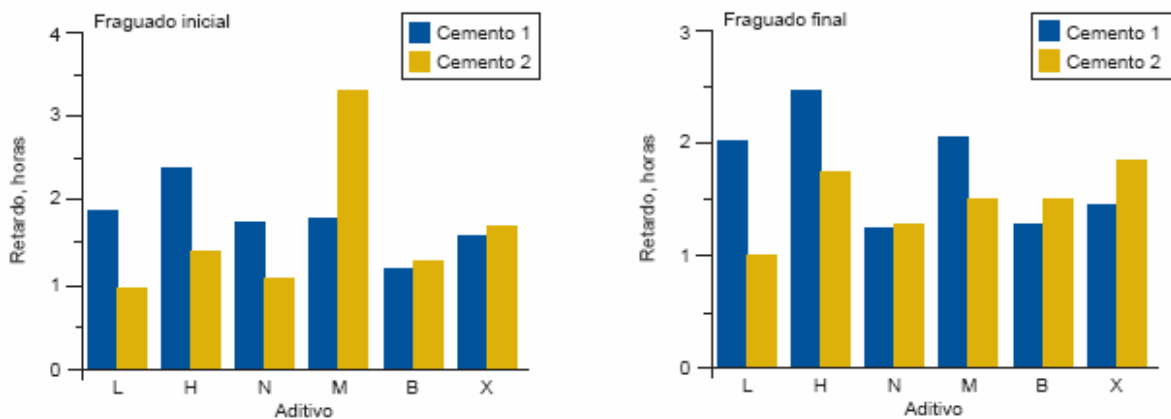 Fraguado inicial
Cemento 1
Cemento 2
Retardo, horas
4
3
2
1
0
L H N M B X
Aditivo
Fraguado final
Cemento 1
Cemento 2
Retardo, horas
3
2
1
0
L H N M B X
Aditivo